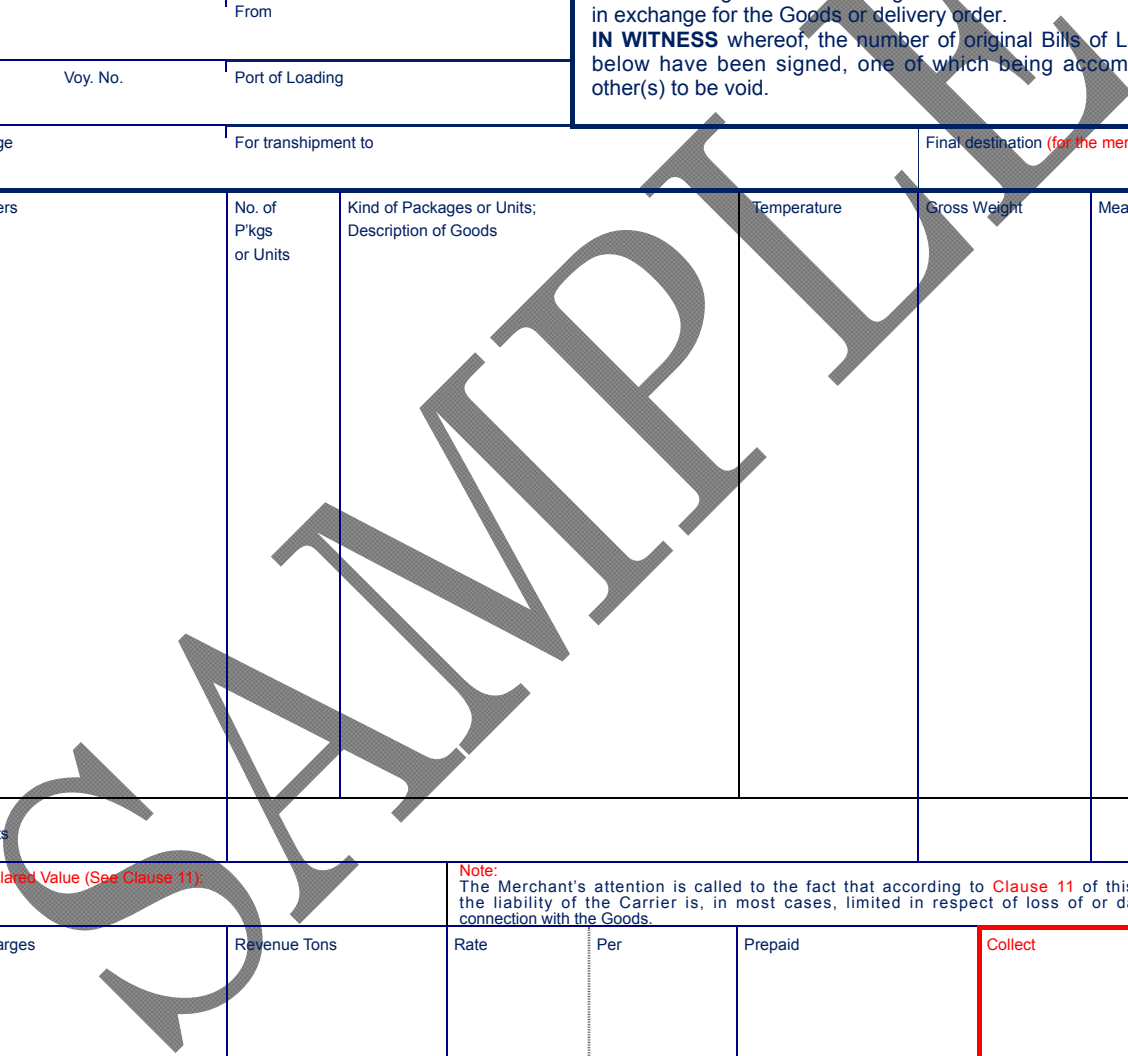 From
in exchange for the Goods or delivery order.
IN WITNESS whereof, the number of original Bills of L
below have been signed, one of which being accom
other(s) to be void.
Voy. No.
Port of Loading
ge
For transhipment to
Final destination (for the mer
ers
No. of
P'kgs
or Units
Kind of Packages or Units;
Description of Goods
Temperature
Gross Weight
Mea
SAMPLE
ts
lared Value (See Clause 11):
Note:
The Merchant's attention is called to the fact that according to Clause 11 of this
the liability of the Carrier is, in most cases, limited in respect of loss of or da
connection with the Goods.
arges
Revenue Tons
Rate
Per
Prepaid
Collect